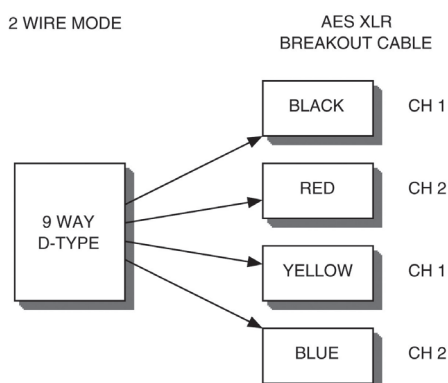 2 WIRE MODE
AES XLR
BREAKOUT CABLE
BLACK CH 1
RED CH 2
9 WAY
D-TYPE
YELLOW CH 1
BLUE CH 2